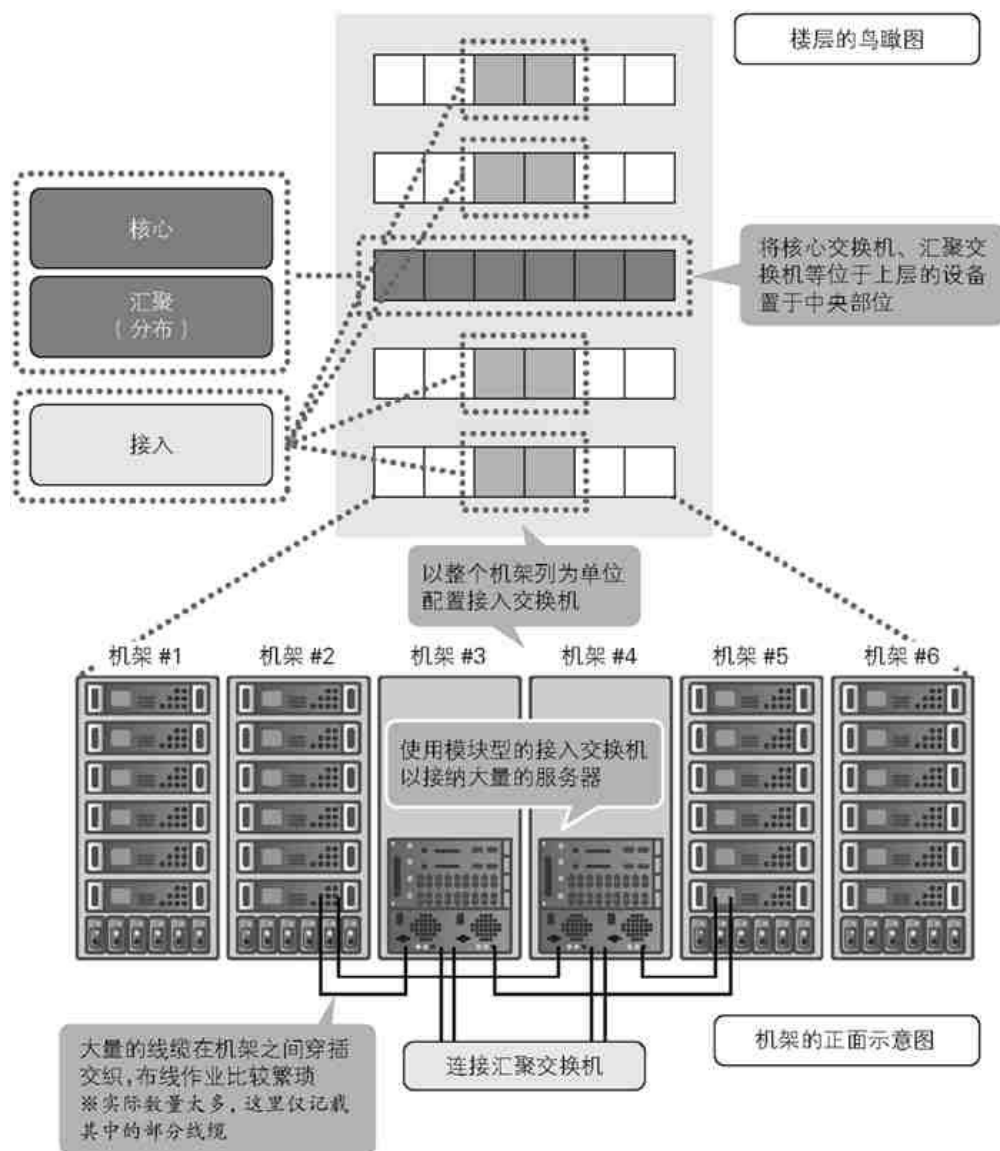 楼层的鸟瞰图
核心
汇聚
（分布）
接入
将核心交换机、汇聚交
换机等位于上层的设备
置于中央部位
以整个机架列为单位
配置接入交换机
机架 #1
机架 #2
机架 #3
机架 #4
机架 #5
机架 #6
使用模块型的接入交换机
以接纳大量的服务器
大量的线缆在机架之间穿插
交织,布线作业比较繁琐
※实际数量太多，这里仅记载
其中的部分线缆
连接汇聚交换机
机架的正面示意图